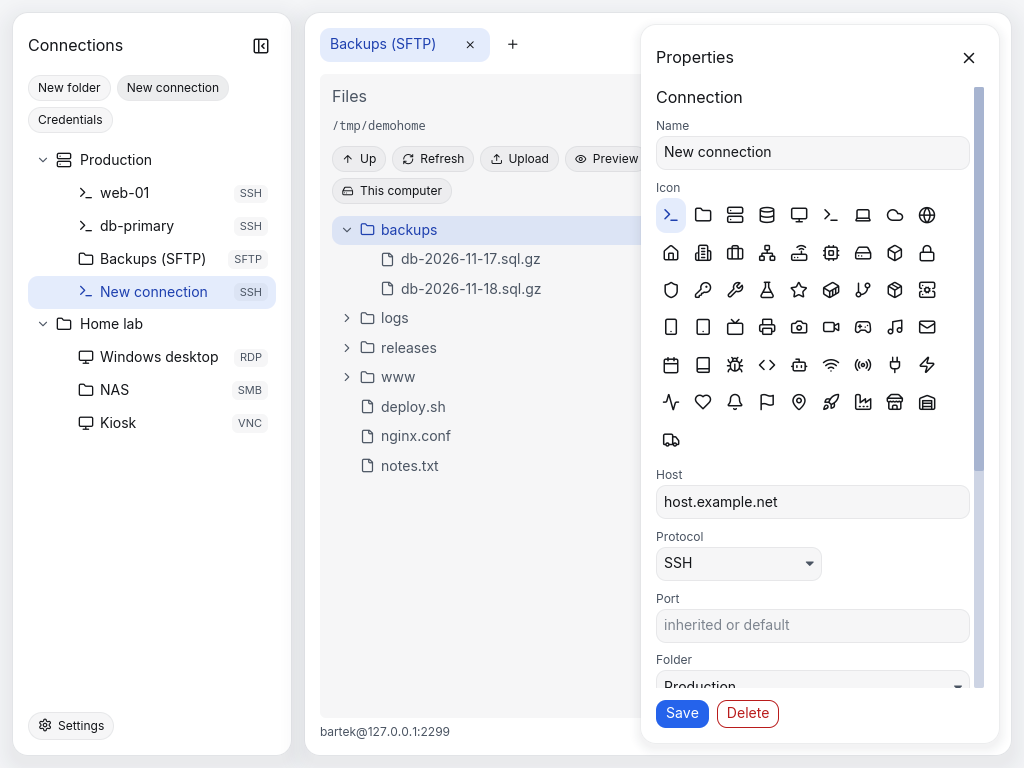 Connections
New folder
New connection
Credentials
Production
web-01 SSH
db-primary SSH
Backups (SFTP) SFTP
New connection SSH
Home lab
Windows desktop RDP
NAS SMB
Kiosk VNC
Settings
Backups (SFTP)
Files
/tmp/demohome
Up Refresh Upload Preview
This computer
backups
db-2026-11-17.sql.gz
db-2026-11-18.sql.gz
logs
releases
www
deploy.sh
nginx.conf
notes.txt
bartek@127.0.0.1:2299
Properties
Connection
Name
New connection
Icon
Host
host.example.net
Protocol
SSH
Port
inherited or default
Folder
Production
Save Delete